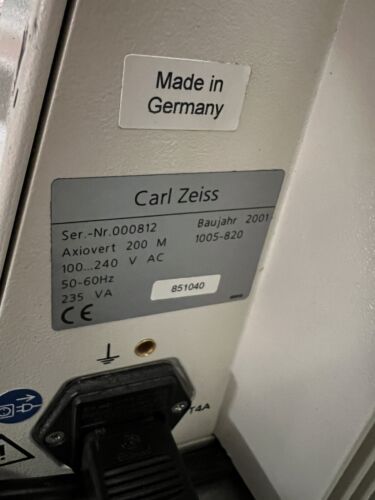 Made in
Germany
Carl Zeiss
Ser.-Nr.000812 Baujahr 2001
Axiovert 200 M 1005-820
100...240 V AC
50-60Hz
235 VA 851040
CE
T4A